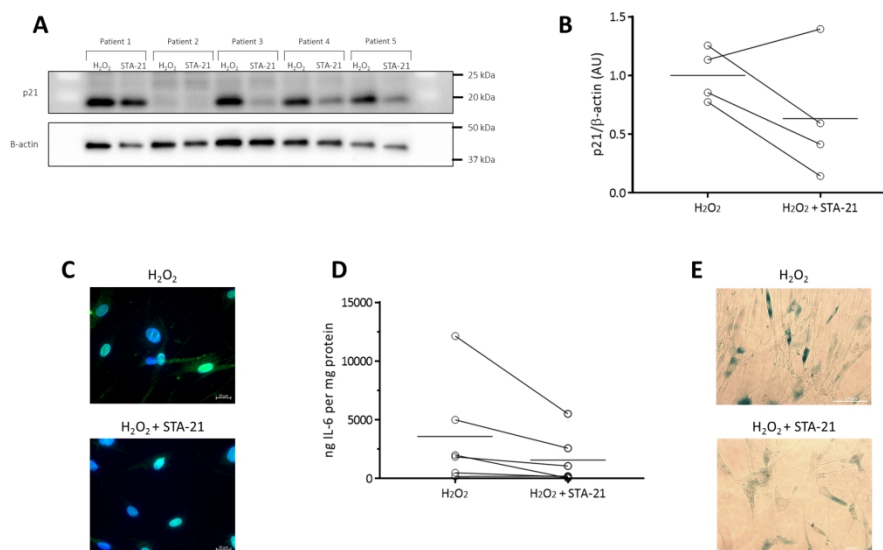 A
Patient 1 Patient 2 Patient 3 Patient 4 Patient 5
H₂O₂ STA-21 H₂O₂ STA-21 H₂O₂ STA-21 H₂O₂ STA-21 H₂O₂ STA-21
p21
25 kDa
20 kDa
B-actin
50 kDa
37 kDa
B
p21/β-actin (AU)
1.5
1.0
0.5
0.0
H₂O₂ H₂O₂ + STA-21
C
H₂O₂
H₂O₂ + STA-21
D
ng IL-6 per mg protein
15000
10000
5000
0
H₂O₂ H₂O₂ + STA-21
E
H₂O₂
H₂O₂ + STA-21